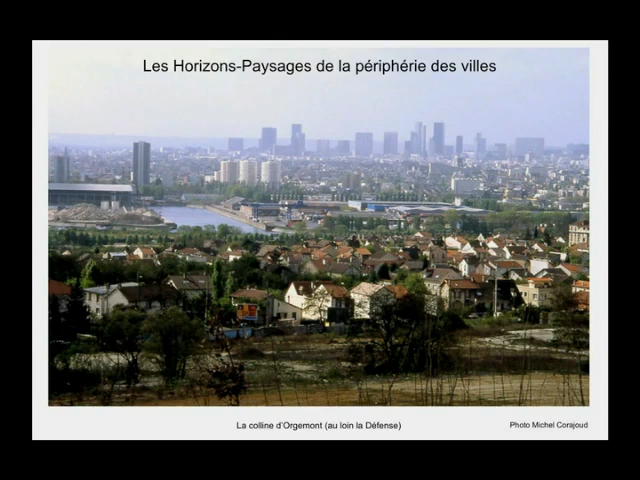 Les Horizons-Paysages de la périphérie des villes
La colline d'Orgemont (au loin la Défense)
Photo Michel Corajoud